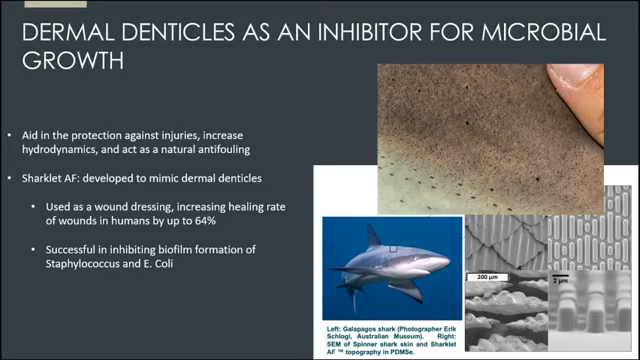 DERMAL DENTICLES AS AN INHIBITOR FOR MICROBIAL
GROWTH
• Aid in the protection against injuries, increase
hydrodynamics, and act as a natural antifouling
• Sharklet AF: developed to mimic dermal denticles
• Used as a wound dressing, increasing healing rate
of wounds in humans by up to 64%
• Successful in inhibiting biofilm formation of
Staphylococcus and E. Coli
200 µm
2 µm
Left: Galapagos shark (Photographer Erik
Schlogl, Australian Museum). Right:
SEM of Spinner shark skin and Sharklet
AF ™ topography in PDMSe.